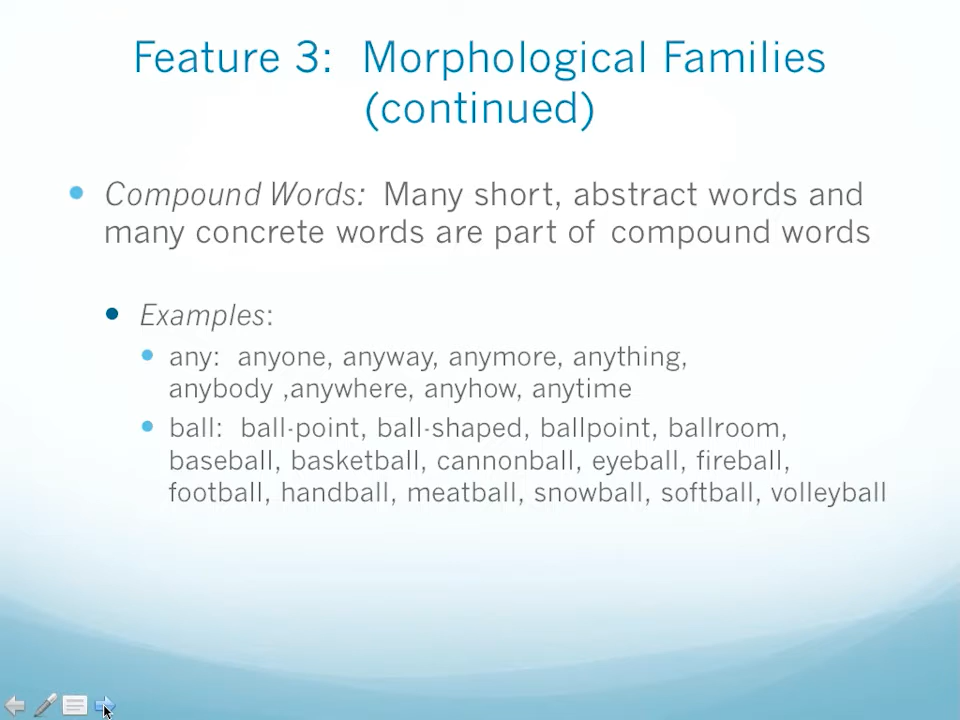 Feature 3:  Morphological Families
(continued)
Compound Words:  Many short, abstract words and
many concrete words are part of compound words
Examples:
any:  anyone, anyway, anymore, anything,
anybody ,anywhere, anyhow, anytime
ball:  ball-point, ball-shaped, ballpoint, ballroom,
baseball, basketball, cannonball, eyeball, fireball,
football, handball, meatball, snowball, softball, volleyball